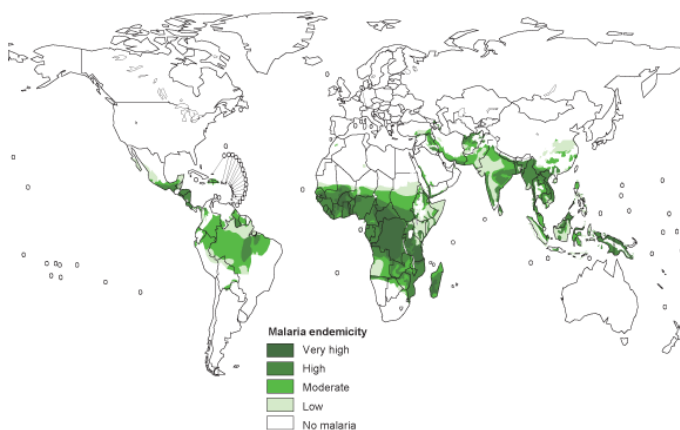 Malaria endemicity
Very high
High
Moderate
Low
No malaria